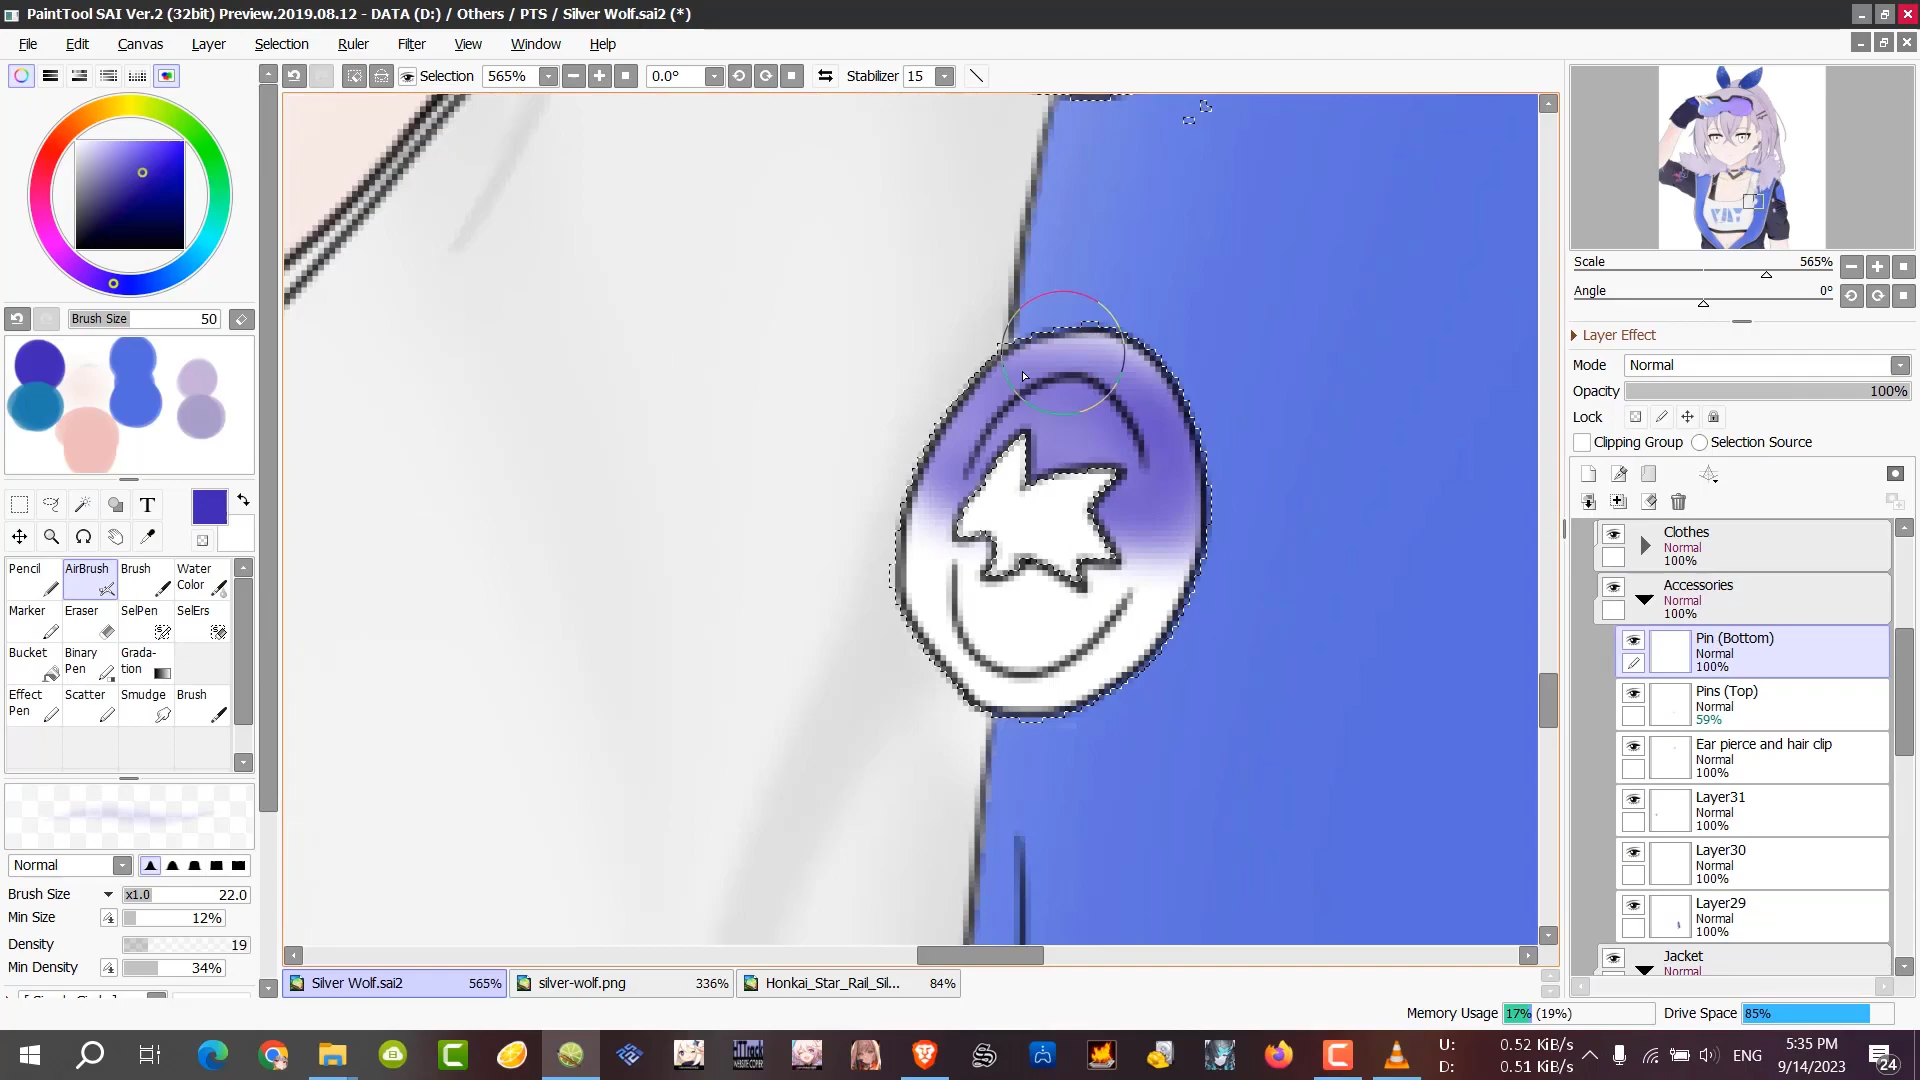 PaintTool SAI Ver.2 (32bit) Preview.2019.08.12 - DATA (D:) / Others / PTS / Silver Wolf.sai2 (*)
File Edit Canvas Layer Selection Ruler Filter View Window Help
Selection 565% 0.0° Stabilizer 15
Scale 565%
Angle 0°
Brush Size 50
Layer Effect
Mode Normal
Opacity 100%
Lock
Clipping Group Selection Source
T
Pencil AirBrush Brush Water Color
Marker Eraser SelPen SelErs
Bucket Binary Pen Grada-tion
Effect Pen Scatter Smudge Brush
Clothes
Normal
100%
Accessories
Normal
100%
Pin (Bottom)
Normal
100%
Pins (Top)
Normal
59%
Ear pierce and hair clip
Normal
100%
Layer31
Normal
100%
Layer30
Normal
100%
Layer29
Normal
100%
Jacket
Normal
Normal
Brush Size x1.0 22.0
Min Size 12%
Density 19
Min Density 34%
Silver Wolf.sai2 565% silver-wolf.png 336% Honkai_Star_Rail_Sil... 84%
Memory Usage 17% (19%) Drive Space 85%
U: 0.52 KiB/s
D: 0.51 KiB/s
ENG
5:35 PM
9/14/2023
24